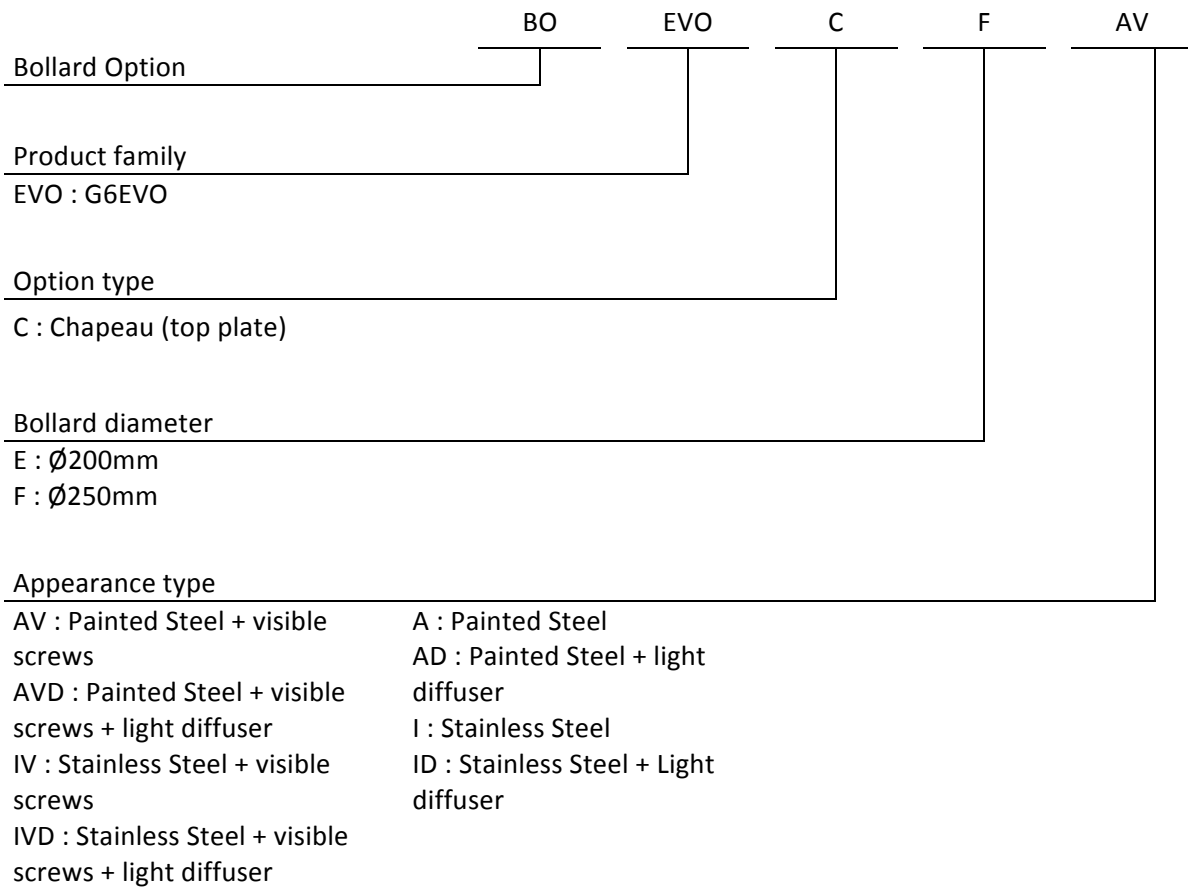 BO EVO C F AV
Bollard Option
Product family
EVO : G6EVO
Option type
C : Chapeau (top plate)
Bollard diameter
E : Ø200mm
F : Ø250mm
Appearance type
AV : Painted Steel + visible
screws
AVD : Painted Steel + visible
screws + light diffuser
IV : Stainless Steel + visible
screws
IVD : Stainless Steel + visible
screws + light diffuser
A : Painted Steel
AD : Painted Steel + light
diffuser
I : Stainless Steel
ID : Stainless Steel + Light
diffuser